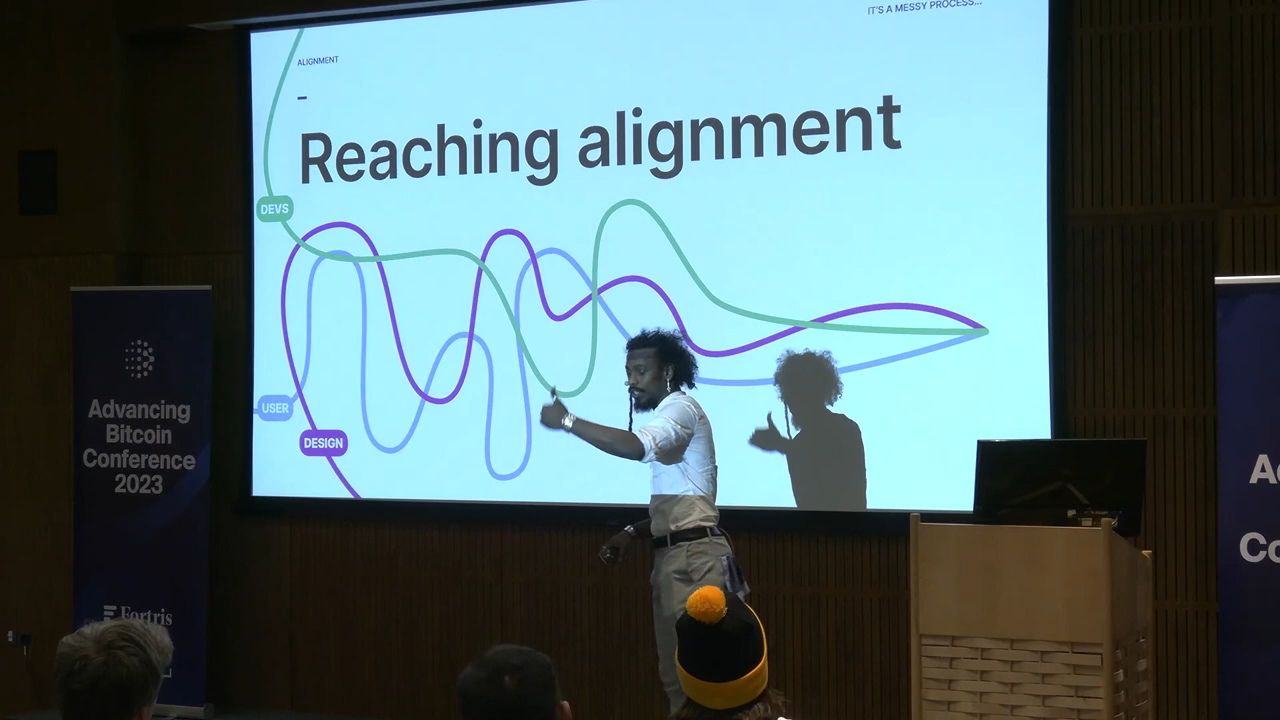 IT'S A MESSY PROCESS...
ALIGNMENT
Reaching alignment
DEVS
USER
DESIGN
Advancing
Bitcoin
Conference
2023
Fortris